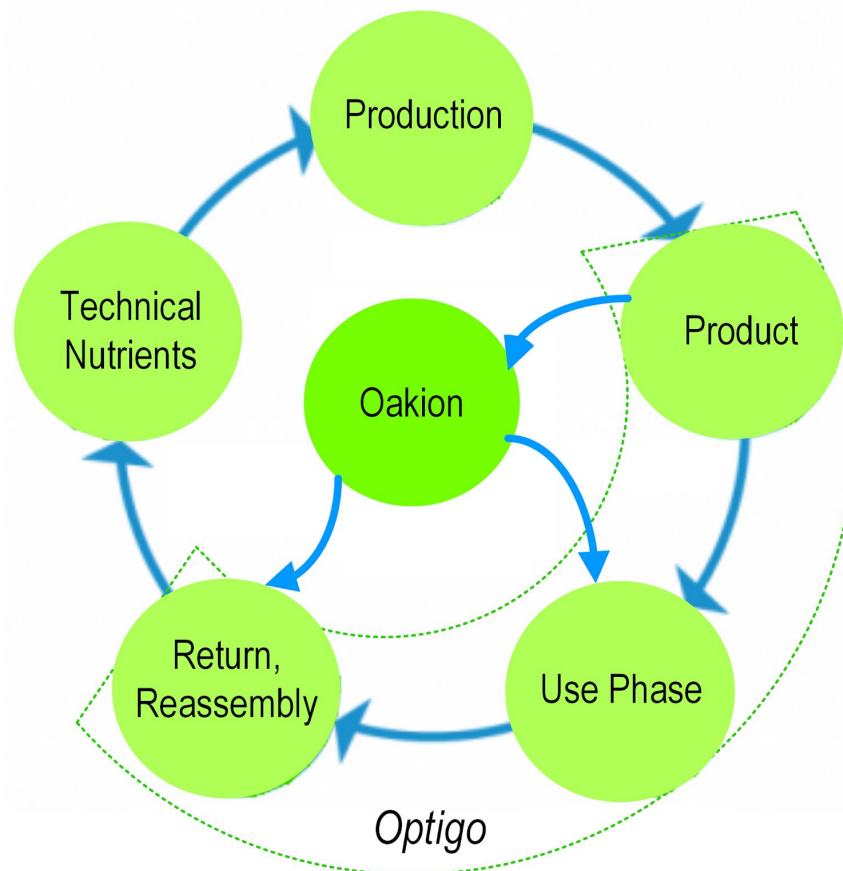 Production
Technical
Nutrients
Product
Oakion
Return,
Reassembly
Use Phase
Optigo